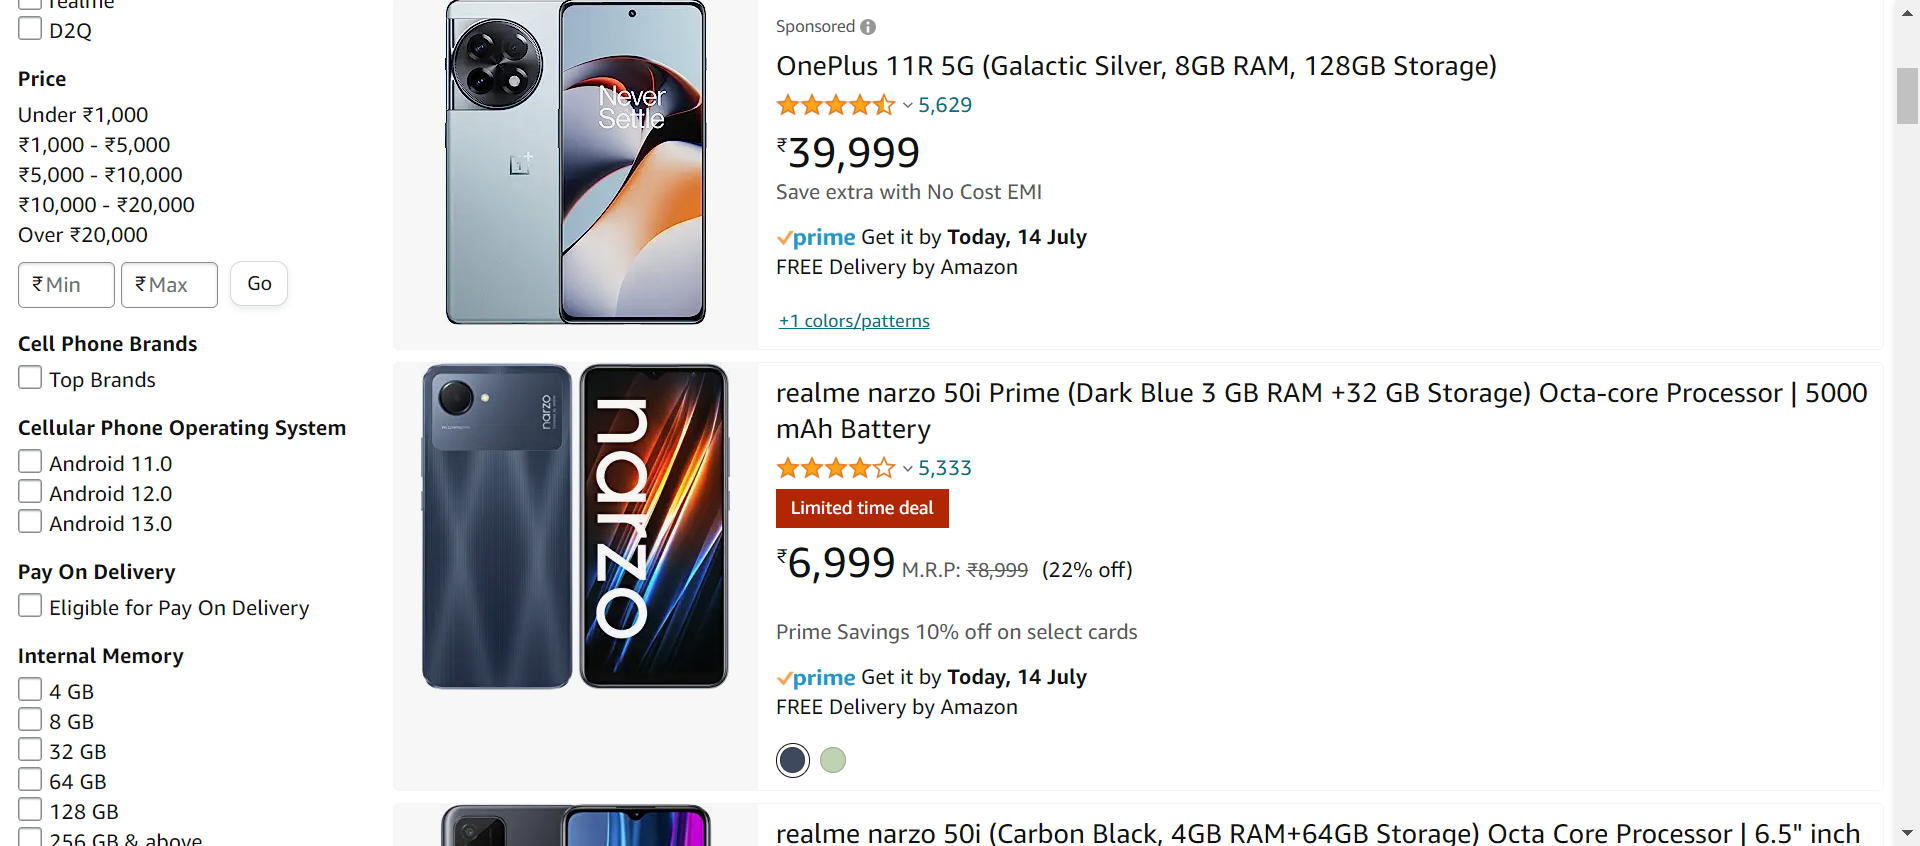 realme
D2Q
Price
Under ₹1,000
₹1,000 - ₹5,000
₹5,000 - ₹10,000
₹10,000 - ₹20,000
Over ₹20,000
₹ Min ₹ Max Go
Cell Phone Brands
Top Brands
Cellular Phone Operating System
Android 11.0
Android 12.0
Android 13.0
Pay On Delivery
Eligible for Pay On Delivery
Internal Memory
4 GB
8 GB
32 GB
64 GB
128 GB
256 GB & above
Never
Settle
Sponsored
OnePlus 11R 5G (Galactic Silver, 8GB RAM, 128GB Storage)
5,629
₹39,999
Save extra with No Cost EMI
prime Get it by Today, 14 July
FREE Delivery by Amazon
+1 colors/patterns
narzo
narzo
realme narzo 50i Prime (Dark Blue 3 GB RAM +32 GB Storage) Octa-core Processor | 5000
mAh Battery
5,333
Limited time deal
₹6,999 M.R.P: ₹8,999 (22% off)
Prime Savings 10% off on select cards
prime Get it by Today, 14 July
FREE Delivery by Amazon
realme narzo 50i (Carbon Black, 4GB RAM+64GB Storage) Octa Core Processor | 6.5" inch